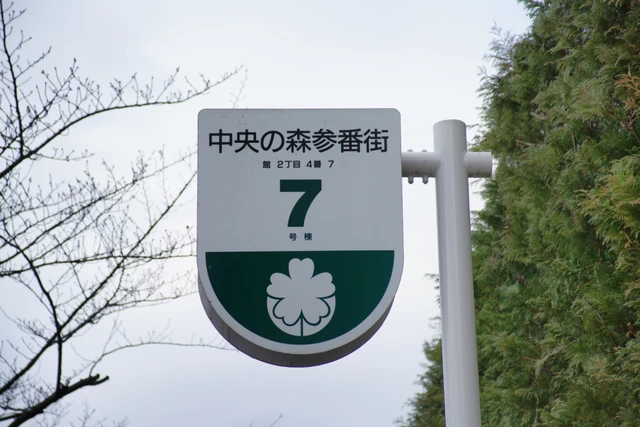 中央の森参番街
館 2丁目 4番 7
7
号棟